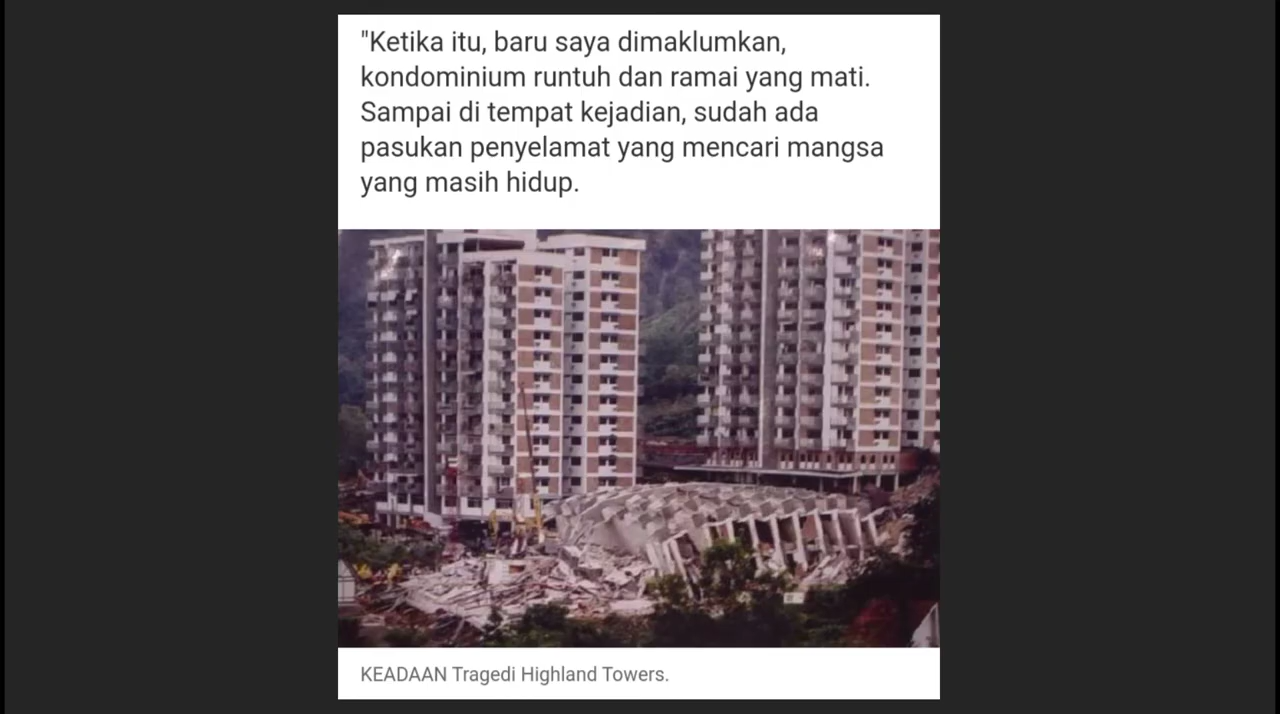 "Ketika itu, baru saya dimaklumkan,
kondominium runtuh dan ramai yang mati.
Sampai di tempat kejadian, sudah ada
pasukan penyelamat yang mencari mangsa
yang masih hidup.
KEADAAN Tragedi Highland Towers.